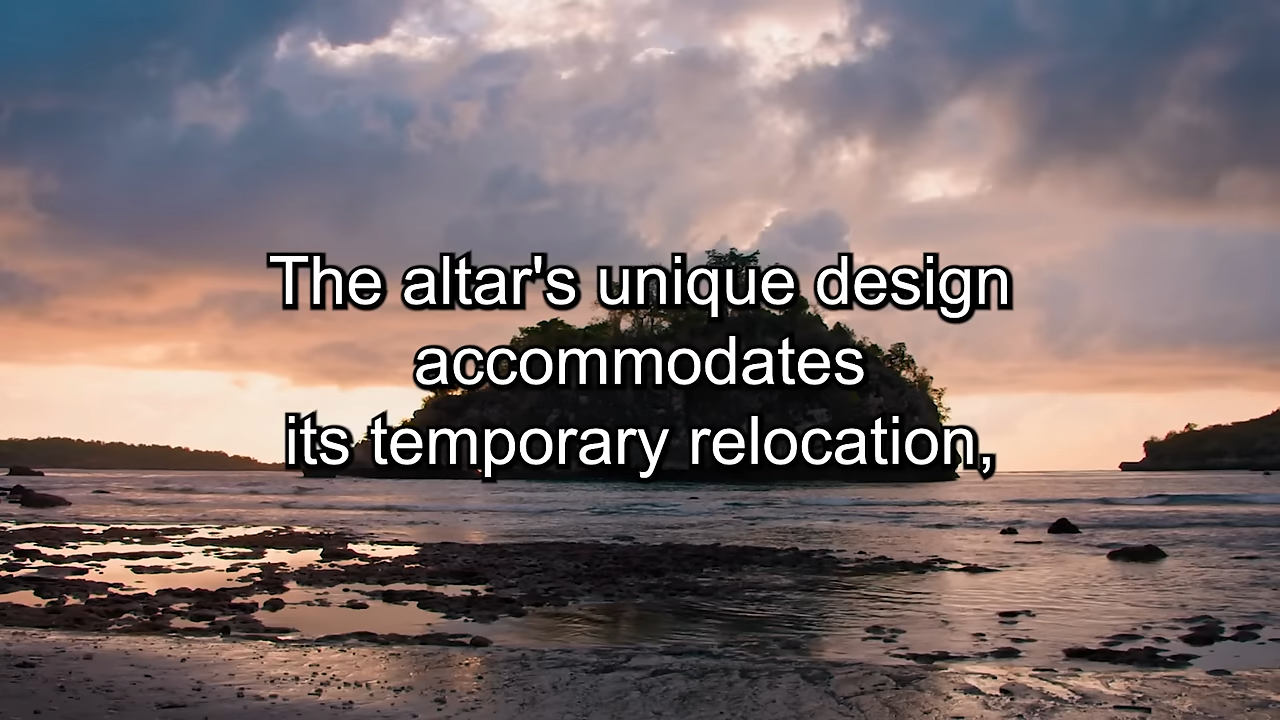 The altar's unique design
accommodates
its temporary relocation,